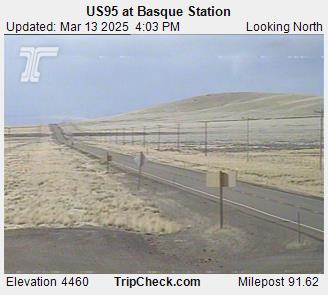 US95 at Basque Station
Updated: Mar 13 2025 4:03 PM Looking North
Elevation 4460 TripCheck.com Milepost 91.62